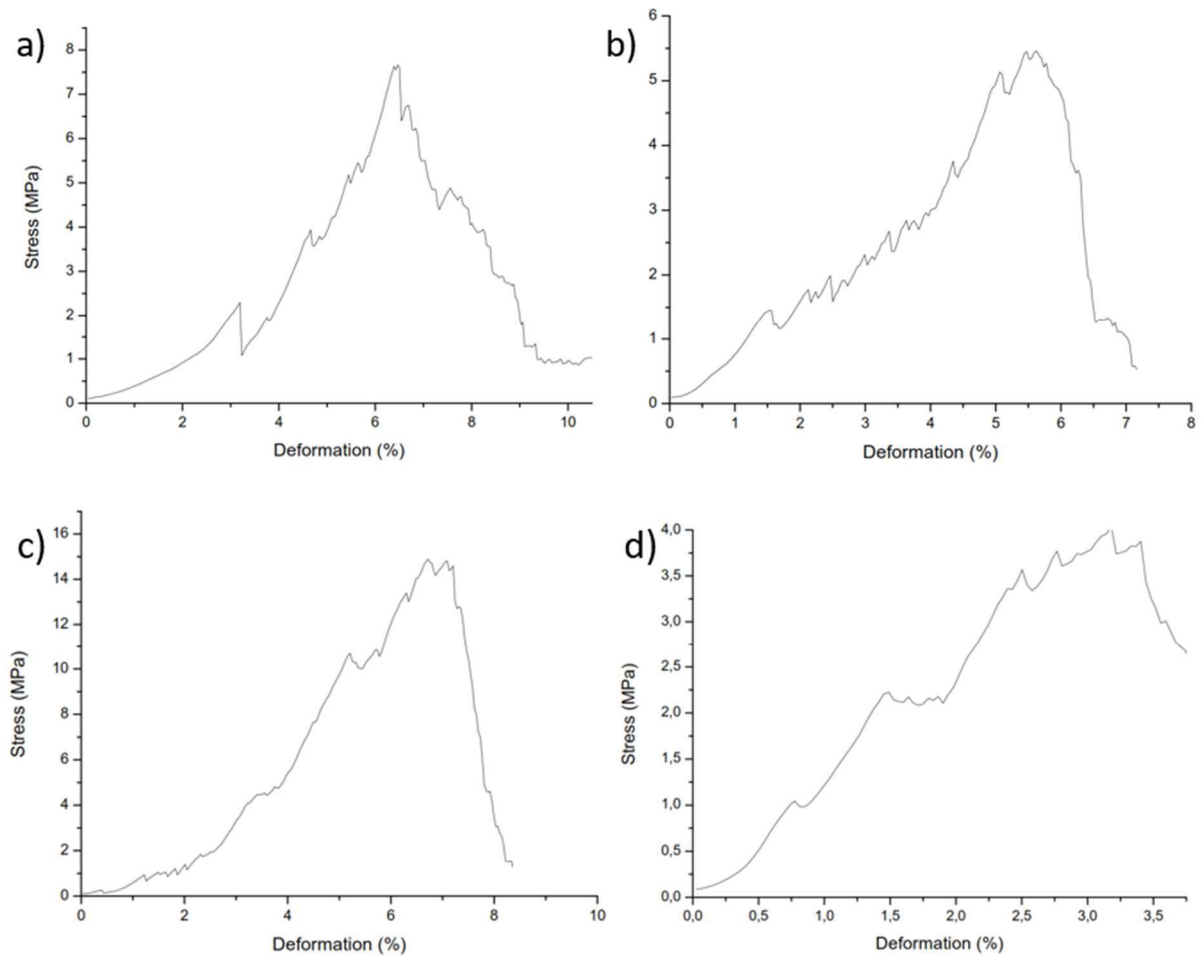 a)
8
7
6
5
4
3
2
1
0
Stress (MPa)
0 2 4 6 8 10
Deformation (%)
b)
6
5
4
3
2
1
0
Stress (MPa)
0 1 2 3 4 5 6 7 8
Deformation (%)
c)
16
14
12
10
8
6
4
2
0
Stress (MPa)
0 2 4 6 8 10
Deformation (%)
d)
4,0
3,5
3,0
2,5
2,0
1,5
1,0
0,5
0,0
Stress (MPa)
0,0 0,5 1,0 1,5 2,0 2,5 3,0 3,5
Deformation (%)